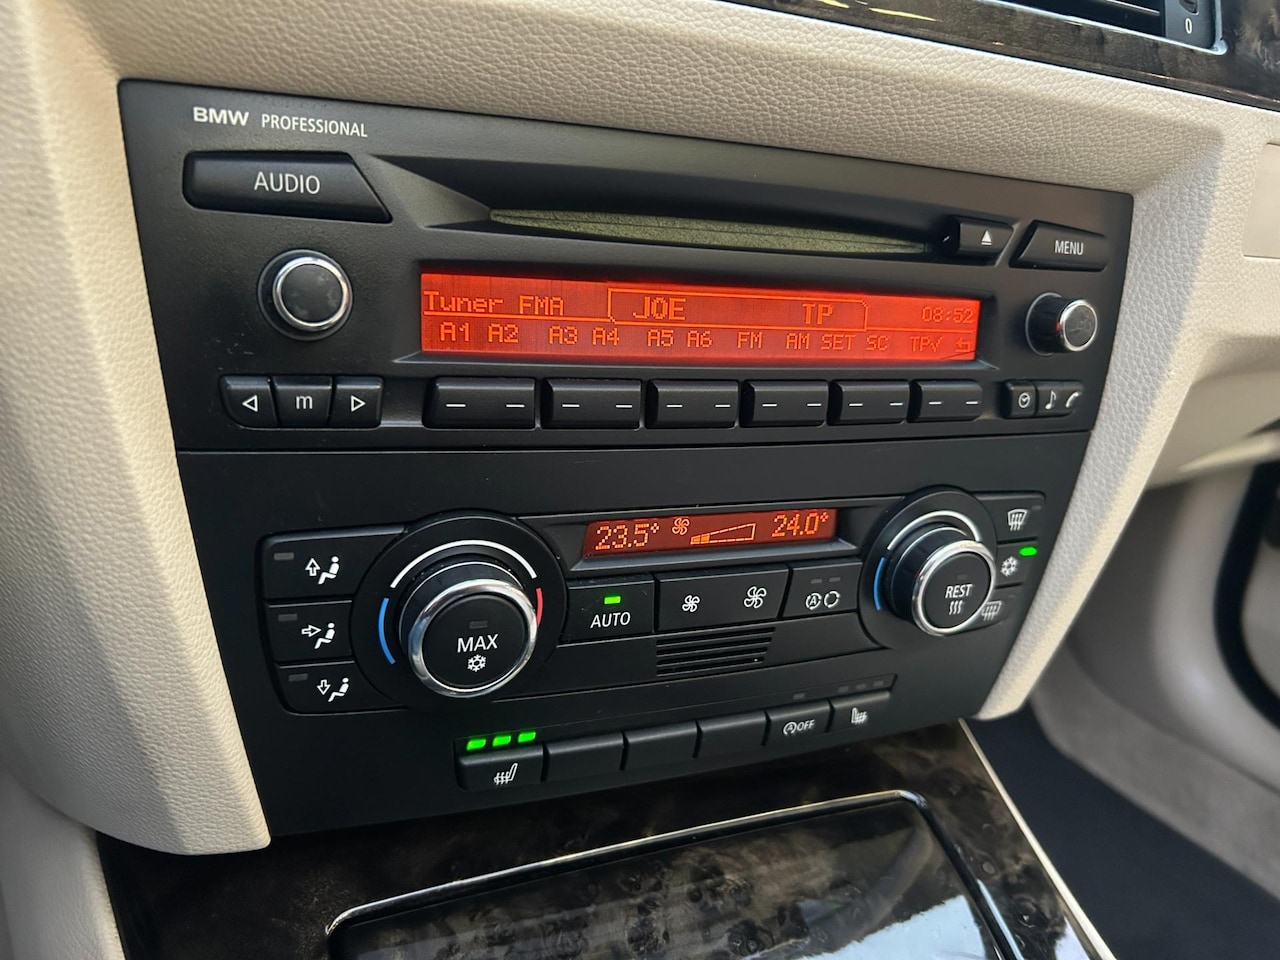 0
BMW PROFESSIONAL
AUDIO
MENU
Tuner FMA JOE TP 08:52
A1 A2 A3 A4 A5 A6 FM AM SET SC TP√
m
23.5° 24.0°
MAX
AUTO
A
REST
A OFF